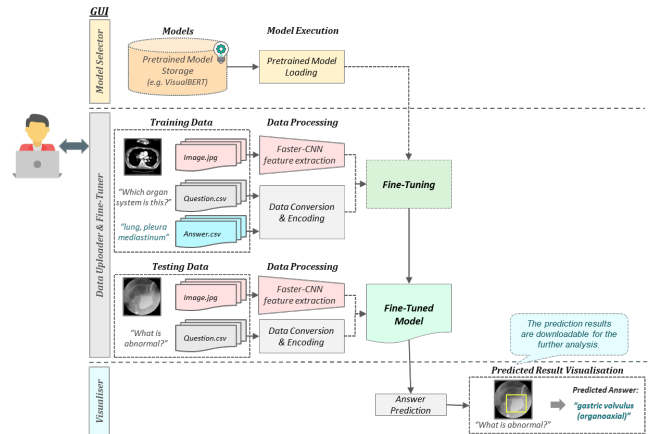 GUI
Model Selector
Models
Pretrained Model
Storage
(e.g. VisualBERT)
Model Execution
Pretrained Model
Loading
Data Uploader & Fine-Tuner
Training Data
Data Processing
Image.jpg
Faster-CNN
feature extraction
"Which organ
system is this?"
Question.csv
Data Conversion
& Encoding
"lung, pleura
mediastinum"
Answer.csv
Fine-Tuning
Testing Data
Data Processing
Image.jpg
Faster-CNN
feature extraction
"What is
abnormal?"
Question.csv
Data Conversion
& Encoding
Fine-Tuned
Model
The prediction results
are downloadable for the
further analysis.
Visualiser
Answer
Prediction
Predicted Result Visualisation
"What is abnormal?"
Predicted Answer:
"gastric volvulus
(organoaxial)"